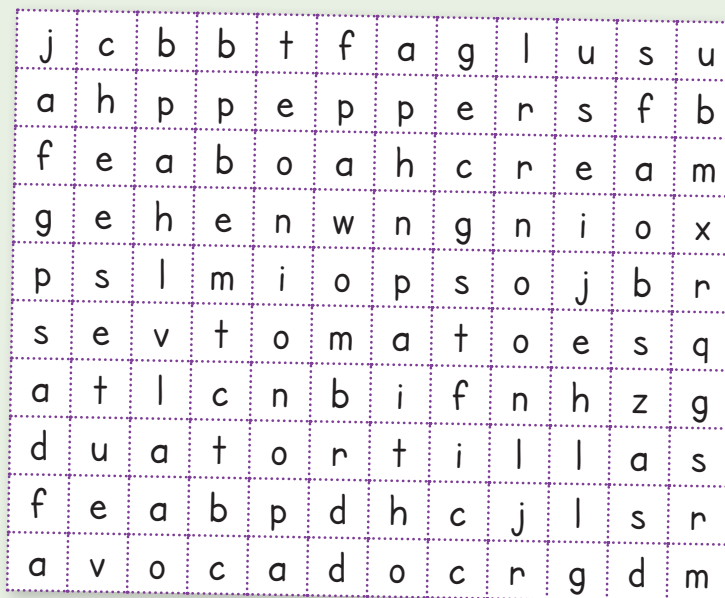 j c b b t f a g l u s u
a h p p e p p e r s f b
f e a b o a h c r e a m
g e h e n w n g n i o x
p s l m i o p s o j b r
s e v t o m a t o e s q
a t l c n b i f n h z g
d u a t o r t i l l a s
f e a b p d h c j l s r
a v o c a d o c r g d m